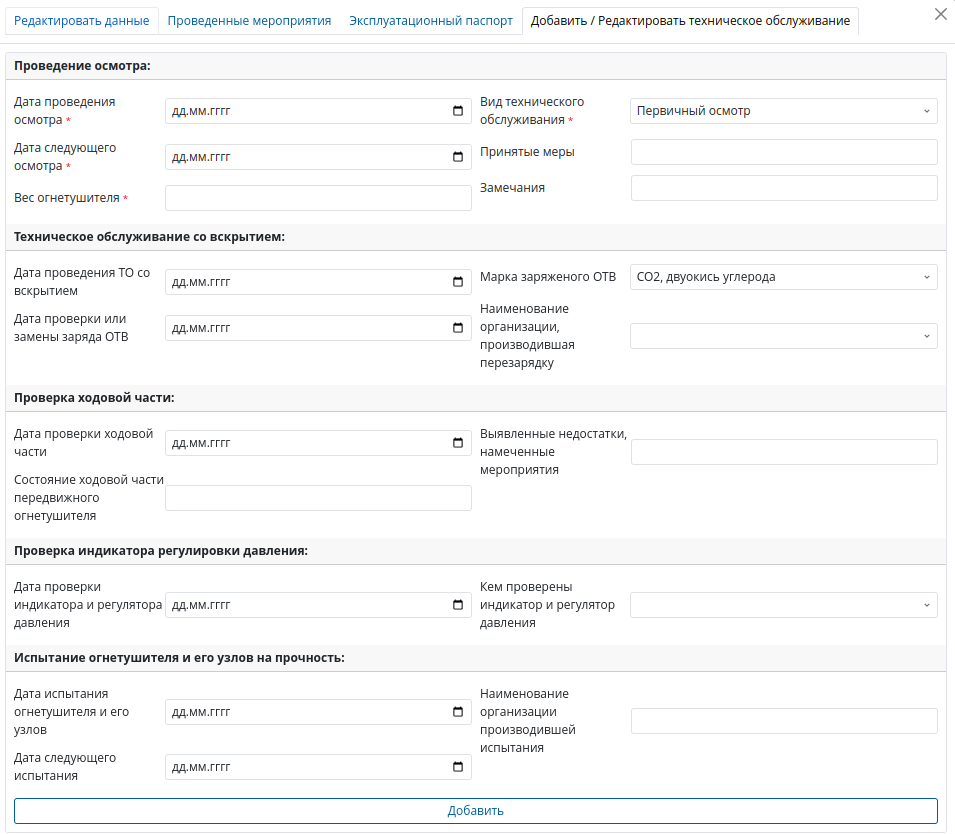 Редактировать данные
Проведенные мероприятия
Эксплуатационный паспорт
Добавить / Редактировать техническое обслуживание
Проведение осмотра:
Дата проведения
осмотра *
дд.мм.гггг
Вид технического
обслуживания *
Первичный осмотр
Дата следующего
осмотра *
дд.мм.гггг
Принятые меры
Вес огнетушителя *
Замечания
Техническое обслуживание со вскрытием:
Дата проведения ТО со
вскрытием
дд.мм.гггг
Марка заряженого ОТВ
СО2, двуокись углерода
Дата проверки или
замены заряда ОТВ
дд.мм.гггг
Наименование
организации,
производившая
перезарядку
Проверка ходовой части:
Дата проверки ходовой
части
дд.мм.гггг
Выявленные недостатки,
намеченные
мероприятия
Состояние ходовой части
передвижного
огнетушителя
Проверка индикатора регулировки давления:
Дата проверки
индикатора и регулятора
давления
дд.мм.гггг
Кем проверены
индикатор и регулятор
давления
Испытание огнетушителя и его узлов на прочность:
Дата испытания
огнетушителя и его
узлов
дд.мм.гггг
Наименование
организации
производившей
испытания
Дата следующего
испытания
дд.мм.гггг
Добавить